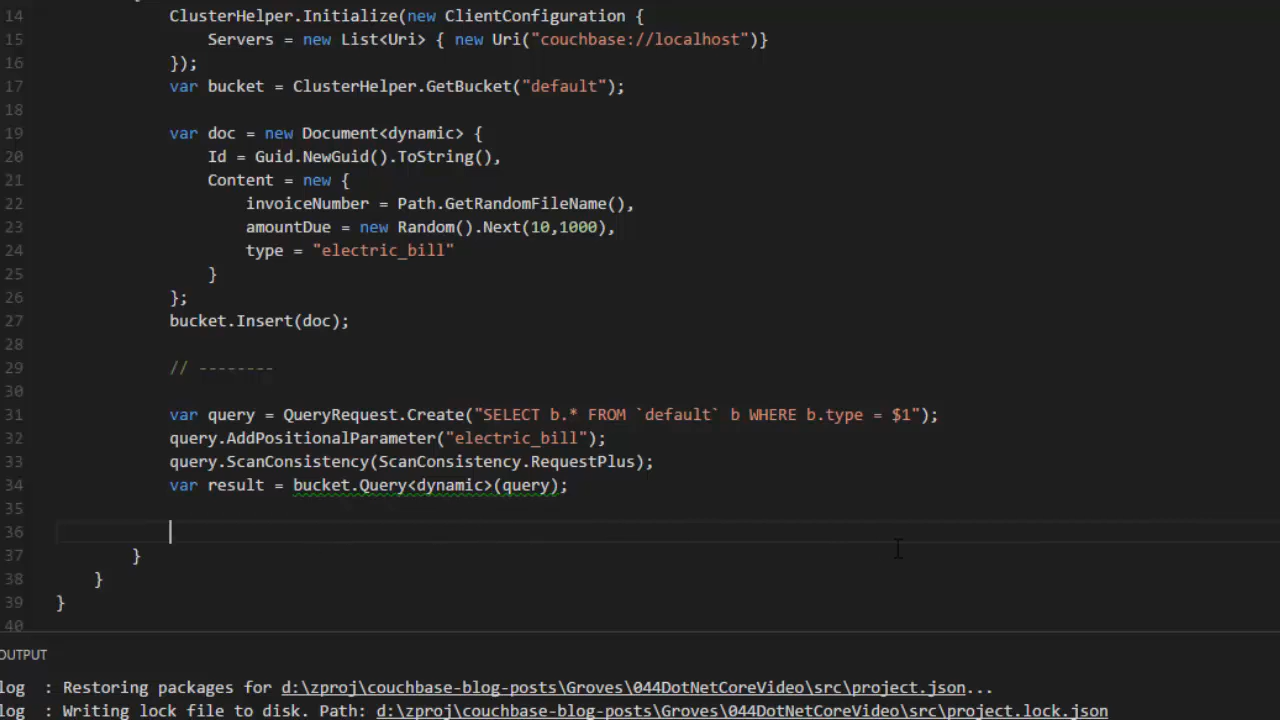 14 ClusterHelper.Initialize(new ClientConfiguration {
15 Servers = new List<Uri> { new Uri("couchbase://localhost")}
16 });
17 var bucket = ClusterHelper.GetBucket("default");
18
19 var doc = new Document<dynamic> {
20 Id = Guid.NewGuid().ToString(),
21 Content = new {
22 invoiceNumber = Path.GetRandomFileName(),
23 amountDue = new Random().Next(10,1000),
24 type = "electric_bill"
25 }
26 };
27 bucket.Insert(doc);
28
29 // --------
30
31 var query = QueryRequest.Create("SELECT b.* FROM `default` b WHERE b.type = $1");
32 query.AddPositionalParameter("electric_bill");
33 query.ScanConsistency(ScanConsistency.RequestPlus);
34 var result = bucket.Query<dynamic>(query);
35
36
37 }
38 }
39 }
40
OUTPUT
log : Restoring packages for d:\zproj\couchbase-blog-posts\Groves\044DotNetCoreVideo\src\project.json...
log : Writing lock file to disk. Path: d:\zproj\couchbase-blog-posts\Groves\044DotNetCoreVideo\src\project.lock.json